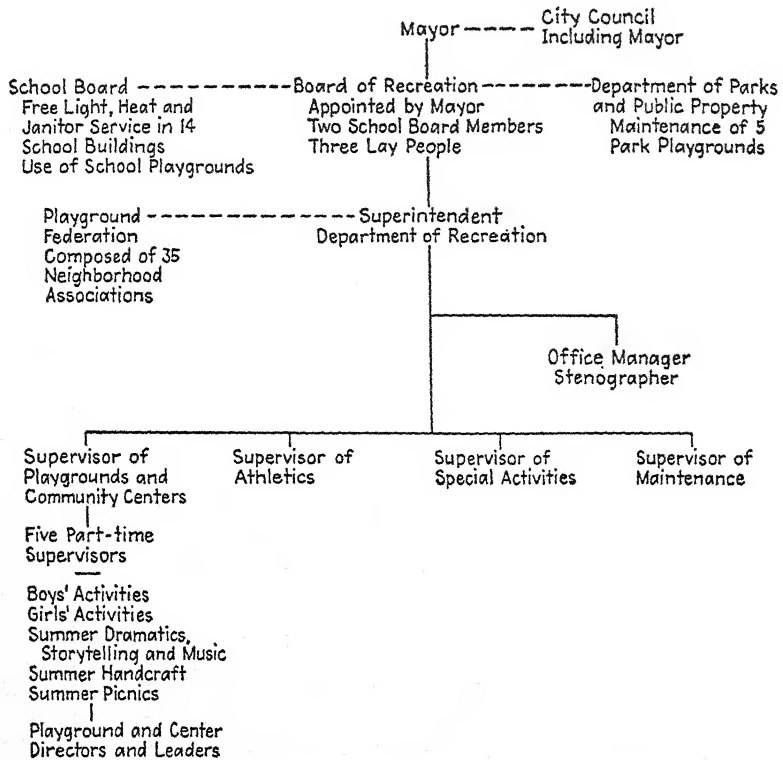 Mayor
City Council
Including Mayor
School Board
Free Light, Heat and
Janitor Service in 14
School Buildings
Use of School Playgrounds
Board of Recreation
Appointed by Mayor
Two School Board Members
Three Lay People
Department of Parks
and Public Property
Maintenance of 5
Park Playgrounds
Playground
Federation
Composed of 35
Neighborhood
Associations
Superintendent
Department of Recreation
Office Manager
Stenographer
Supervisor of
Playgrounds and
Community Centers
Five Part-time
Supervisors
Boys' Activities
Girls' Activities
Summer Dramatics,
Storytelling and Music
Summer Handcraft
Summer Picnics
Playground and Center
Directors and Leaders
Supervisor of
Athletics
Supervisor of
Special Activities
Supervisor of
Maintenance